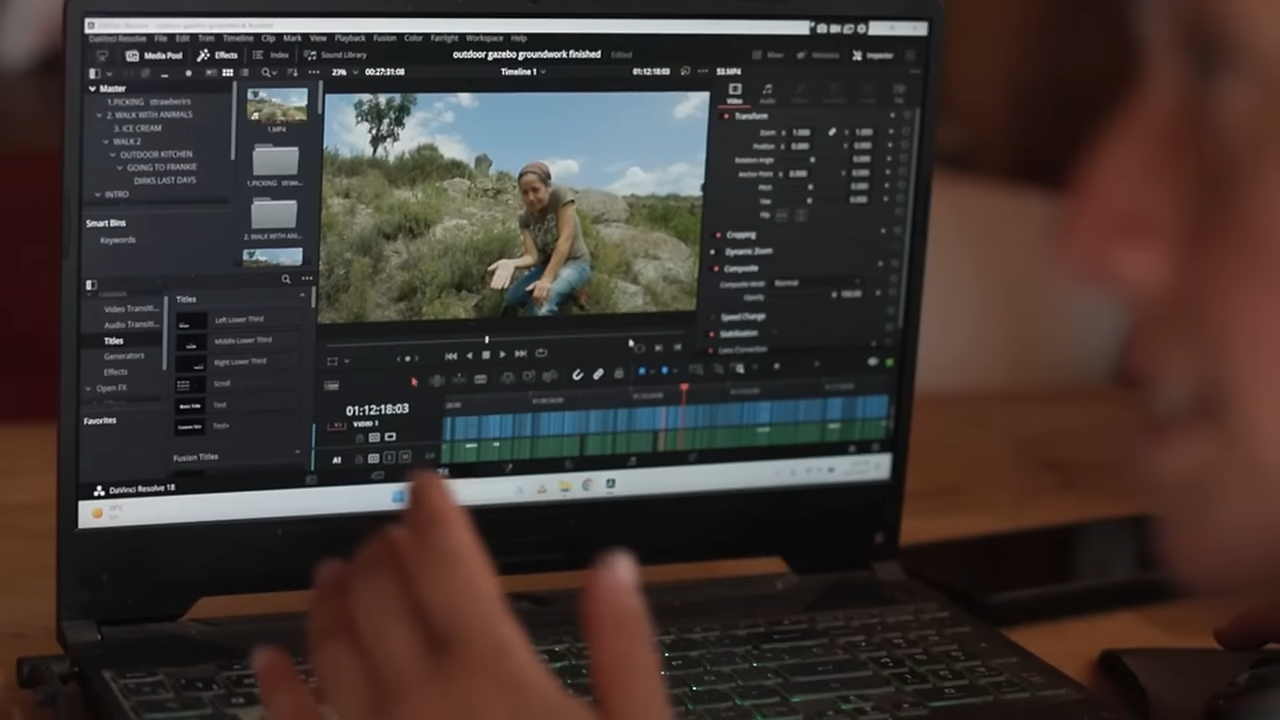 DaVinci Resolve File Edit Trim Timeline Clip Mark View Playback Fusion Color Fairlight Workspace Help
Media Pool Effects Index Sound Library outdoor gazebo groundwork finished Edited Mixer Metadata Inspector
23% 00:27:31:08 Timeline 1 01:12:18:03 53.MP4
Master
1.PICKING strawberirs
2. WALK WITH ANIMALS
3. ICE CREAM
WALK 2
OUTDOOR KITCHEN
GOING TO FRANKIE
DIRKS LAST DAYS
INTRO
Smart Bins
Keywords
1.MP4
1.PICKING straw...
2. WALK WITH ANI...
Video Audio
Transform
Zoom X 1.000 Y 1.000
Position X 0.000 Y 0.000
Rotation Angle 0.000
Anchor Point X 0.000 Y 0.000
Pitch 0.000
Yaw 0.000
Flip
Cropping
Dynamic Zoom
Composite
Composite Mode Normal
Opacity 100.00
Speed Change
Stabilization
Lens Correction
Video Transiti...
Audio Transiti...
Titles
Generators
Effects
Open FX
Favorites
Titles
Left Lower Third
Middle Lower Third
Right Lower Third
Scroll
Text
Text+
Fusion Titles
01:12:18:03
Video 1
A1 2.0
DaVinci Resolve 18